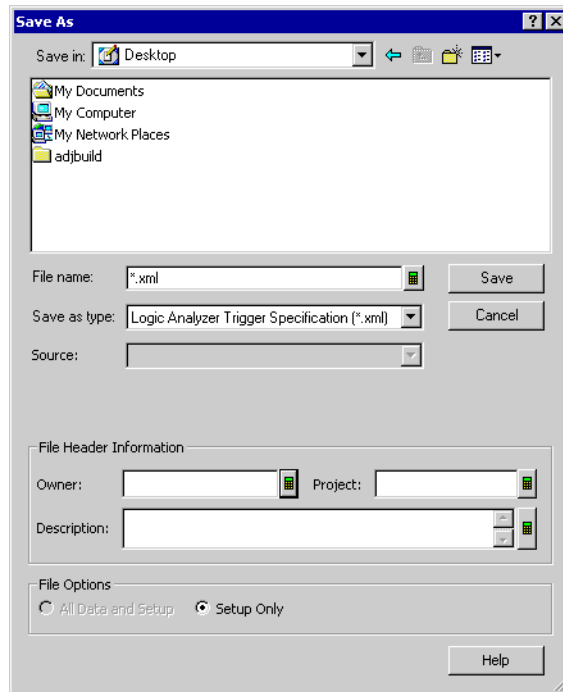 Save As
Save in: Desktop
My Documents
My Computer
My Network Places
adjbuild
File name: *.xml Save
Save as type: Logic Analyzer Trigger Specification (*.xml) Cancel
Source:
File Header Information
Owner: Project:
Description:
File Options
All Data and Setup Setup Only
Help